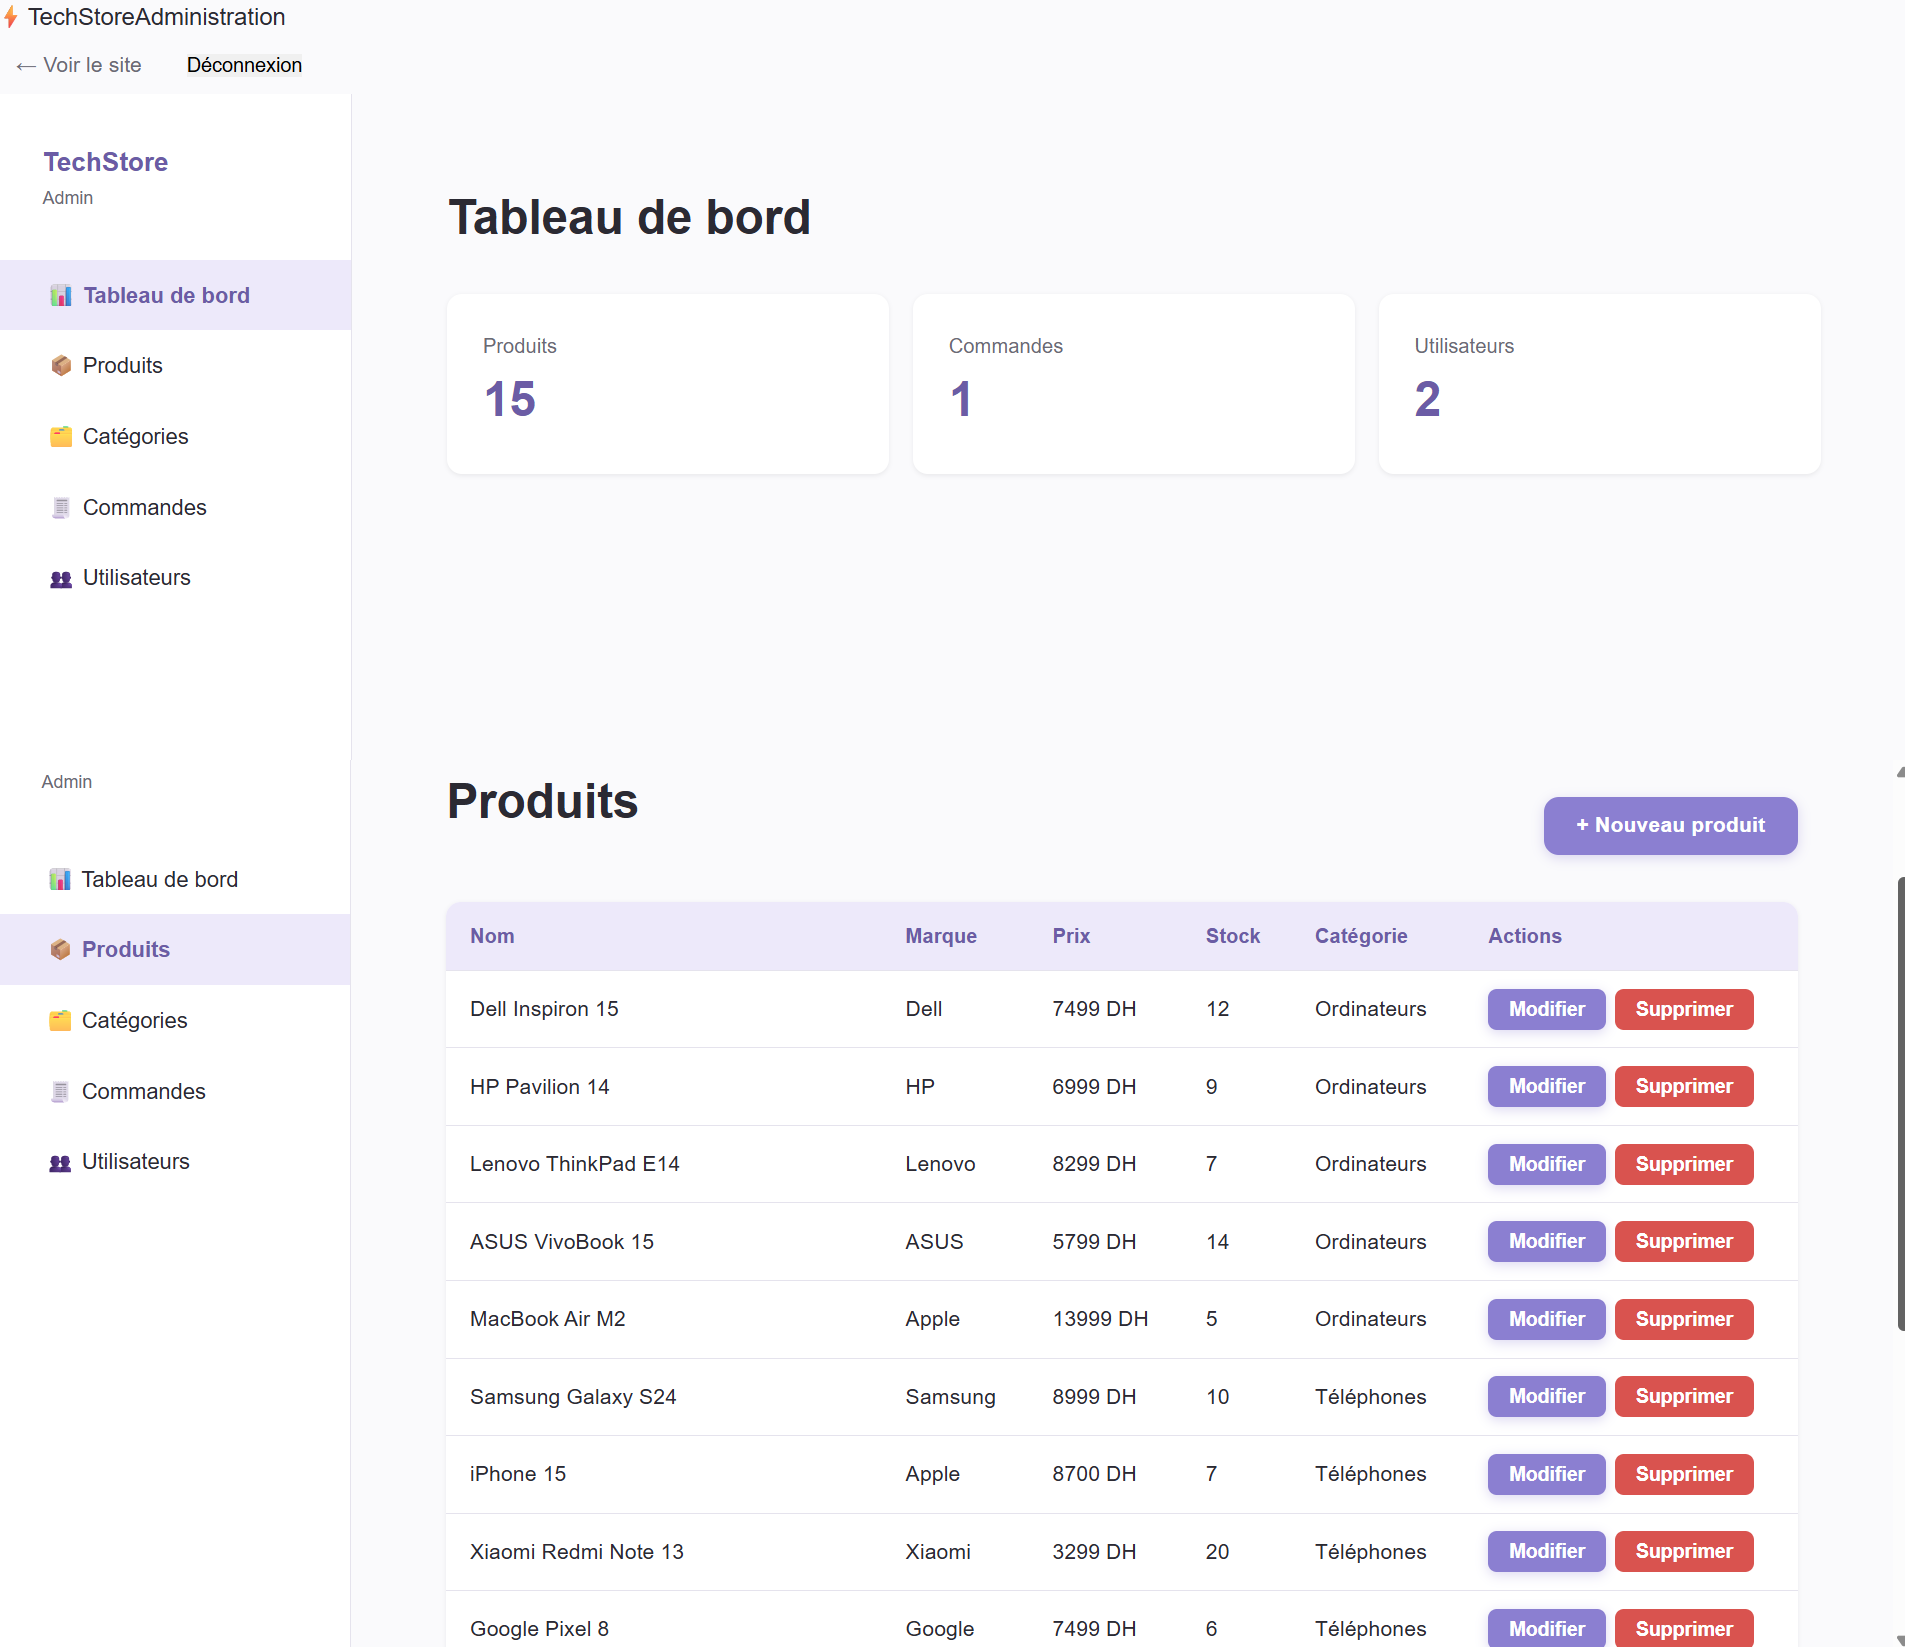 TechStoreAdministration
← Voir le site Déconnexion
TechStore
Admin
Tableau de bord
Produits
Catégories
Commandes
Utilisateurs
Tableau de bord
Produits Commandes Utilisateurs
15 1 2
Admin
Tableau de bord
Produits
Catégories
Commandes
Utilisateurs
Produits
+ Nouveau produit
Nom Marque Prix Stock Catégorie Actions
Dell Inspiron 15 Dell 7499 DH 12 Ordinateurs Modifier Supprimer
HP Pavilion 14 HP 6999 DH 9 Ordinateurs Modifier Supprimer
Lenovo ThinkPad E14 Lenovo 8299 DH 7 Ordinateurs Modifier Supprimer
ASUS VivoBook 15 ASUS 5799 DH 14 Ordinateurs Modifier Supprimer
MacBook Air M2 Apple 13999 DH 5 Ordinateurs Modifier Supprimer
Samsung Galaxy S24 Samsung 8999 DH 10 Téléphones Modifier Supprimer
iPhone 15 Apple 8700 DH 7 Téléphones Modifier Supprimer
Xiaomi Redmi Note 13 Xiaomi 3299 DH 20 Téléphones Modifier Supprimer
Google Pixel 8 Google 7499 DH 6 Téléphones Modifier Supprimer